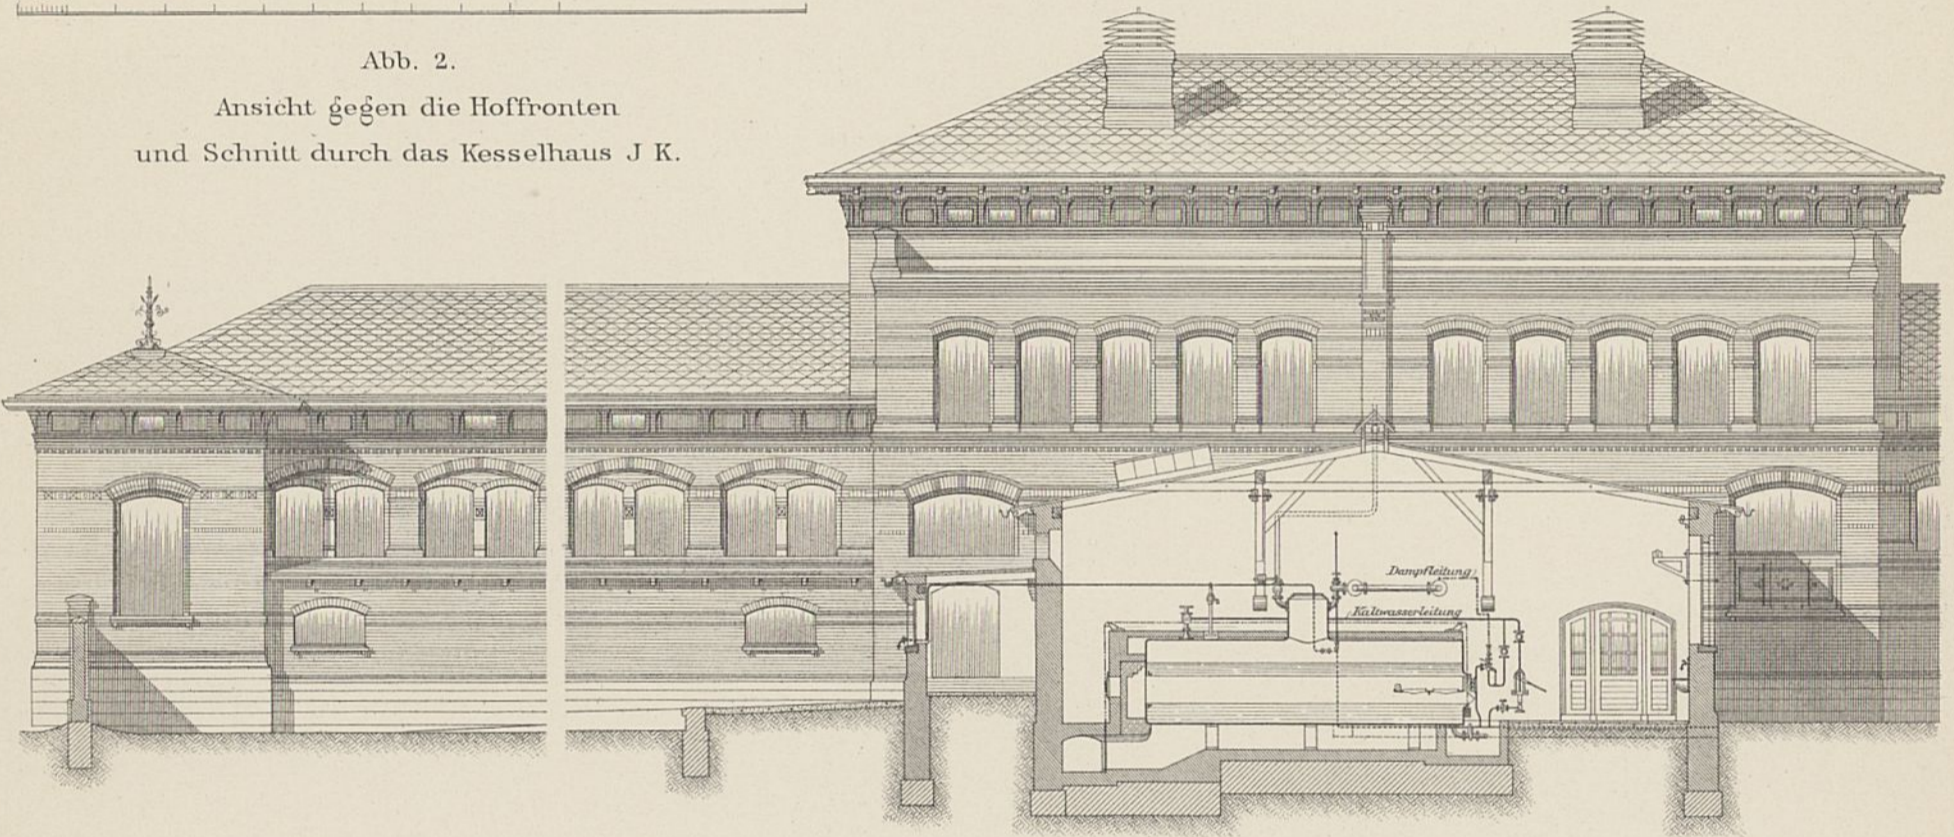 Abb. 2.
Ansicht gegen die Hoffronten
und Schnitt durch das Kesselhaus J K.
Dampfleitung
Kaltwasserleitung